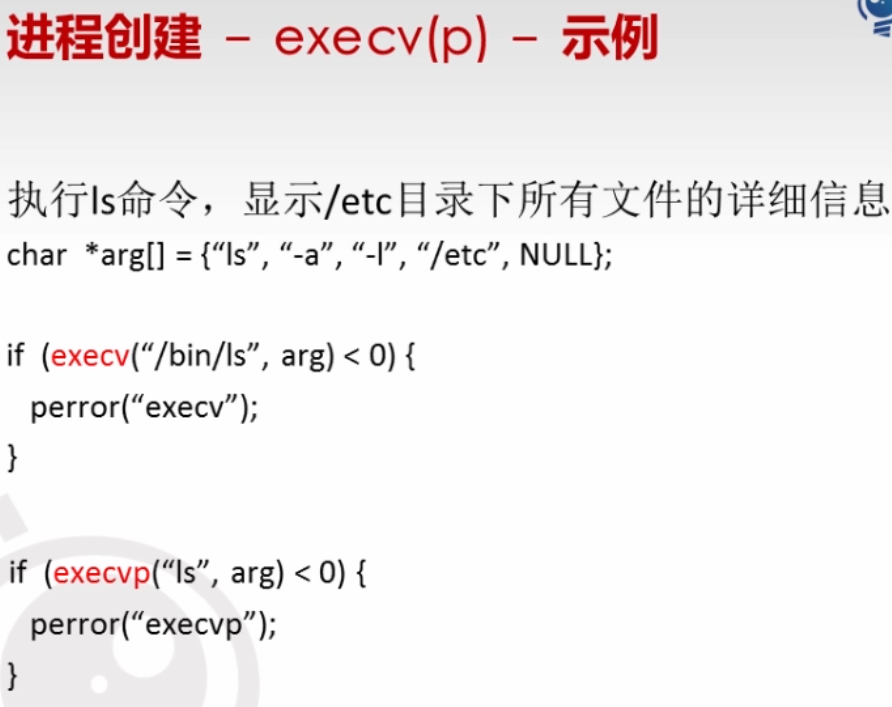 进程创建 – execv(p) – 示例
执行ls命令，显示/etc目录下所有文件的详细信息
char  *arg[] = {“ls”, “-a”, “-l”, “/etc”, NULL};
if  (execv(“/bin/ls”,  arg) < 0) {
perror(“execv”);
}
if  (execvp(“ls”,  arg) < 0) {
perror(“execvp”);
}